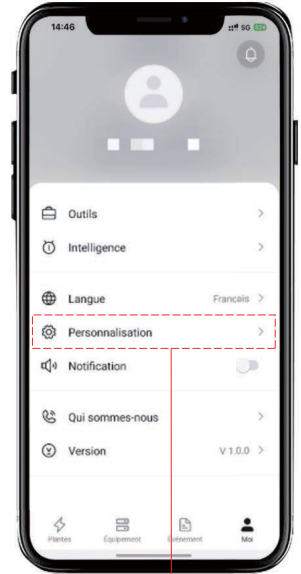 14:46 5G
Outils
Intelligence
Langue Francais
Personnalisation
Notification
Qui sommes-nous
Version V 1.0.0
Plantes Équipement Événement Moi